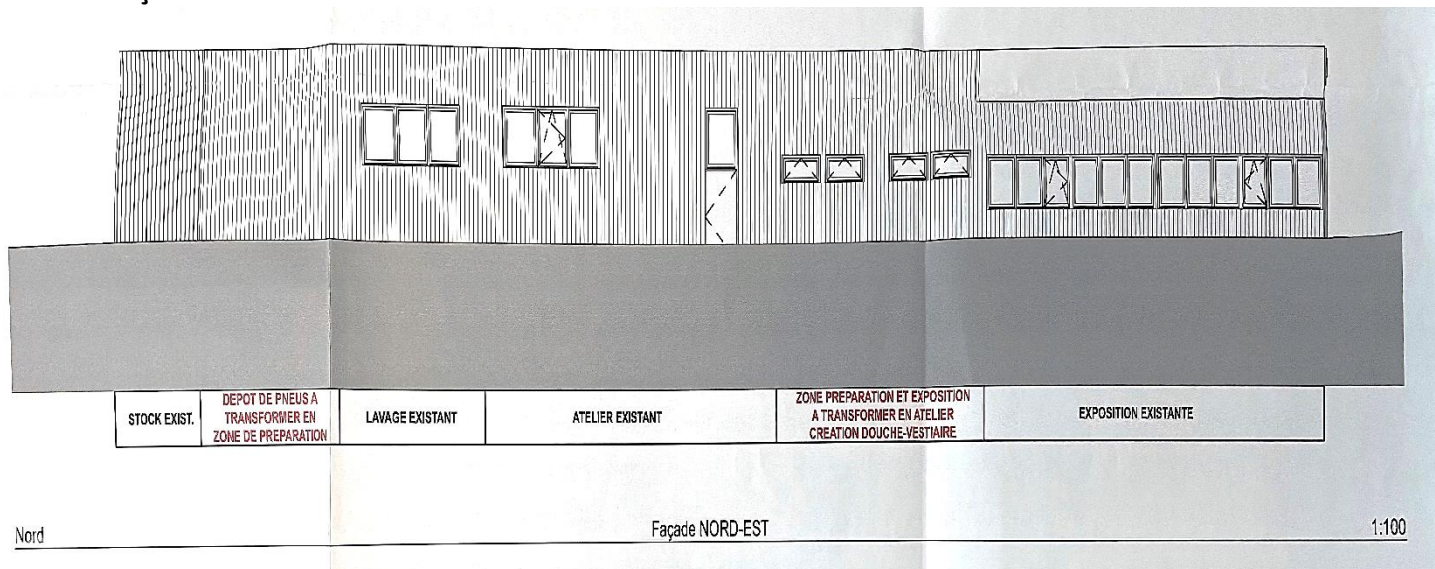 STOCK EXIST.
DEPOT DE PNEUS A
TRANSFORMER EN
ZONE DE PREPARATION
LAVAGE EXISTANT
ATELIER EXISTANT
ZONE PREPARATION ET EXPOSITION
A TRANSFORMER EN ATELIER
CREATION DOUCHE-VESTIAIRE
EXPOSITION EXISTANTE
Nord
Façade NORD-EST
1:100